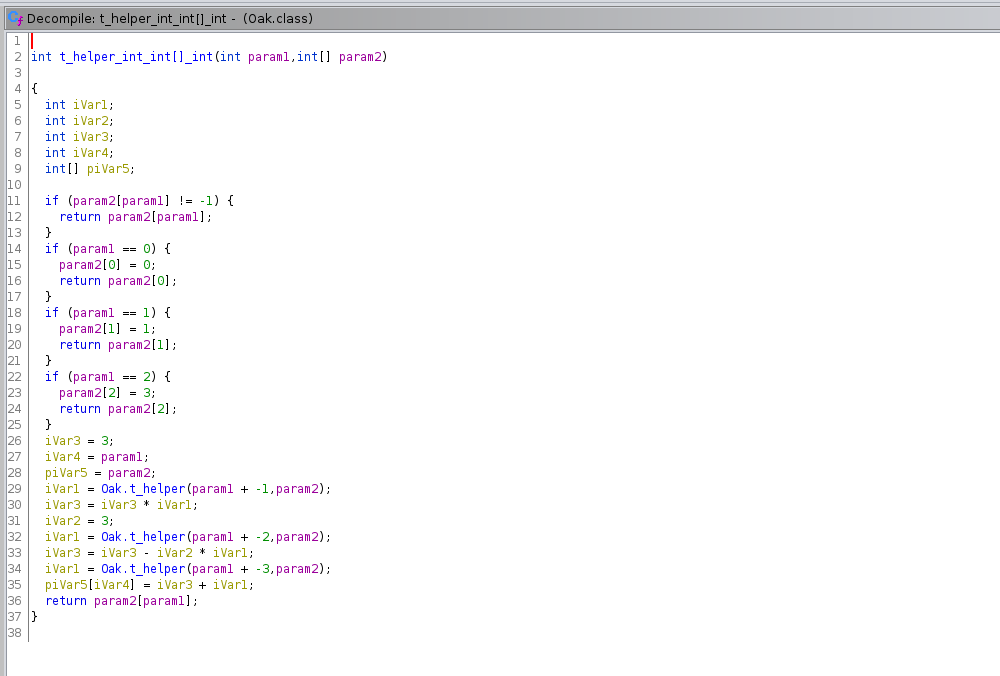 Decompile: t_helper_int_int[]_int - (Oak.class)
1
2 int t_helper_int_int[]_int(int param1,int[] param2)
3
4 {
5   int iVar1;
6   int iVar2;
7   int iVar3;
8   int iVar4;
9   int[] piVar5;
10
11   if (param2[param1] != -1) {
12     return param2[param1];
13   }
14   if (param1 == 0) {
15     param2[0] = 0;
16     return param2[0];
17   }
18   if (param1 == 1) {
19     param2[1] = 1;
20     return param2[1];
21   }
22   if (param1 == 2) {
23     param2[2] = 3;
24     return param2[2];
25   }
26   iVar3 = 3;
27   iVar4 = param1;
28   piVar5 = param2;
29   iVar1 = Oak.t_helper(param1 + -1,param2);
30   iVar3 = iVar3 * iVar1;
31   iVar2 = 3;
32   iVar1 = Oak.t_helper(param1 + -2,param2);
33   iVar3 = iVar3 - iVar2 * iVar1;
34   iVar1 = Oak.t_helper(param1 + -3,param2);
35   piVar5[iVar4] = iVar3 + iVar1;
36   return param2[param1];
37 }
38